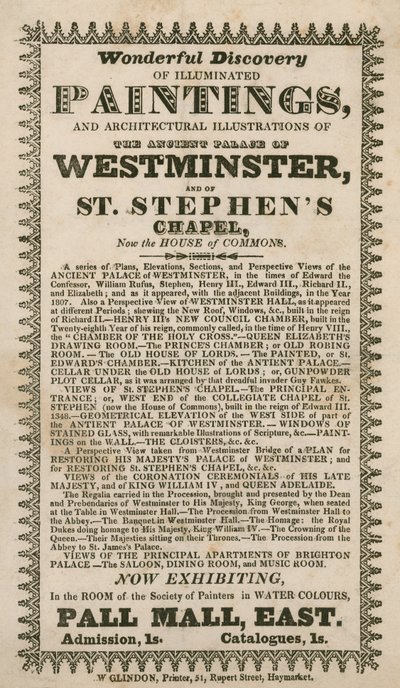 Wonderful Discovery
OF ILLUMINATED
PAINTINGS,
AND ARCHITECTURAL ILLUSTRATIONS OF
THE ANCIENT PALACE OF
WESTMINSTER,
AND OF
ST. STEPHEN'S
CHAPEL,
Now the HOUSE of COMMONS.
A series of Plans, Elevations, Sections, and Perspective Views of the
ANCIENT PALACE of WESTMINSTER, in the times of Edward the
Confessor, William Rufus, Stephen, Henry III, Edward III., Richard II.,
and Elizabeth; and as it appeared, with the adjacent Buildings, in the Year
1807. Also a Perspective View of WESTMINSTER HALL, as it appeared
at different Periods; shewing the New Roof, Windows, &c., built in the reign
of Richard II.—HENRY III's NEW COUNCIL CHAMBER, built in the
Twenty-eighth Year of his reign, commonly called, in the time of Henry VIII.,
the "CHAMBER OF THE HOLY CROSS."—QUEEN ELIZABETH'S
DRAWING ROOM.—The PRINCE'S CHAMBER; or OLD ROBING
ROOM. — The OLD HOUSE OF LORDS. — The PAINTED, or St.
EDWARD'S CHAMBER.—KITCHEN of the ANTIENT PALACE.—
CELLAR UNDER the OLD HOUSE of LORDS; or, GUNPOWDER
PLOT CELLAR, as it was arranged by that dreadful invader Guy Fawkes.
VIEWS OF ST. STEPHEN'S CHAPEL.—The PRINCIPAL EN-
TRANCE; or, WEST END of the COLLEGIATE CHAPEL of St.
STEPHEN (now the House of Commons), built in the reign of Edward III.
1348.—GEOMETRICAL ELEVATION of the WEST SIDE of part of
the ANTIENT PALACE OF WESTMINSTER. — WINDOWS OF
STAINED GLASS, with remarkable Illustrations of Scripture, &c.—PAINT-
INGS on the WALL.—THE CLOISTERS, &c. &c.
A Perspective View taken from Westminster Bridge of a PLAN for
RESTORING HIS MAJESTY'S PALACE of WESTMINSTER; and
for RESTORING St. STEPHEN'S CHAPEL, &c. &c.
VIEWS of the CORONATION CEREMONIALS of HIS LATE
MAJESTY, and of KING WILLIAM IV, and QUEEN ADELAIDE.
The Regalia carried in the Procession, brought and presented by the Dean
and Prebendaries of Westminster to His Majesty, King George, when seated
at the Table in Westminster Hall.—The Procession from Westminster Hall to
the Abbey.—The Banquet in Westminster Hall.—The Homage: the Royal
Dukes doing homage to His Majesty, King William IV.—The Crowning of the
Queen.—Their Majesties sitting on their Thrones.—The Procession from the
Abbey to St. James's Palace.
VIEWS OF THE PRINCIPAL APARTMENTS OF BRIGHTON
PALACE—The SALOON, DINING ROOM, and MUSIC ROOM.
NOW EXHIBITING,
In the ROOM of the Society of Painters in WATER COLOURS,
PALL MALL, EAST.
Admission, 1s. Catalogues, 1s.
W GLINDON, Printer, 51, Rupert Street, Haymarket.